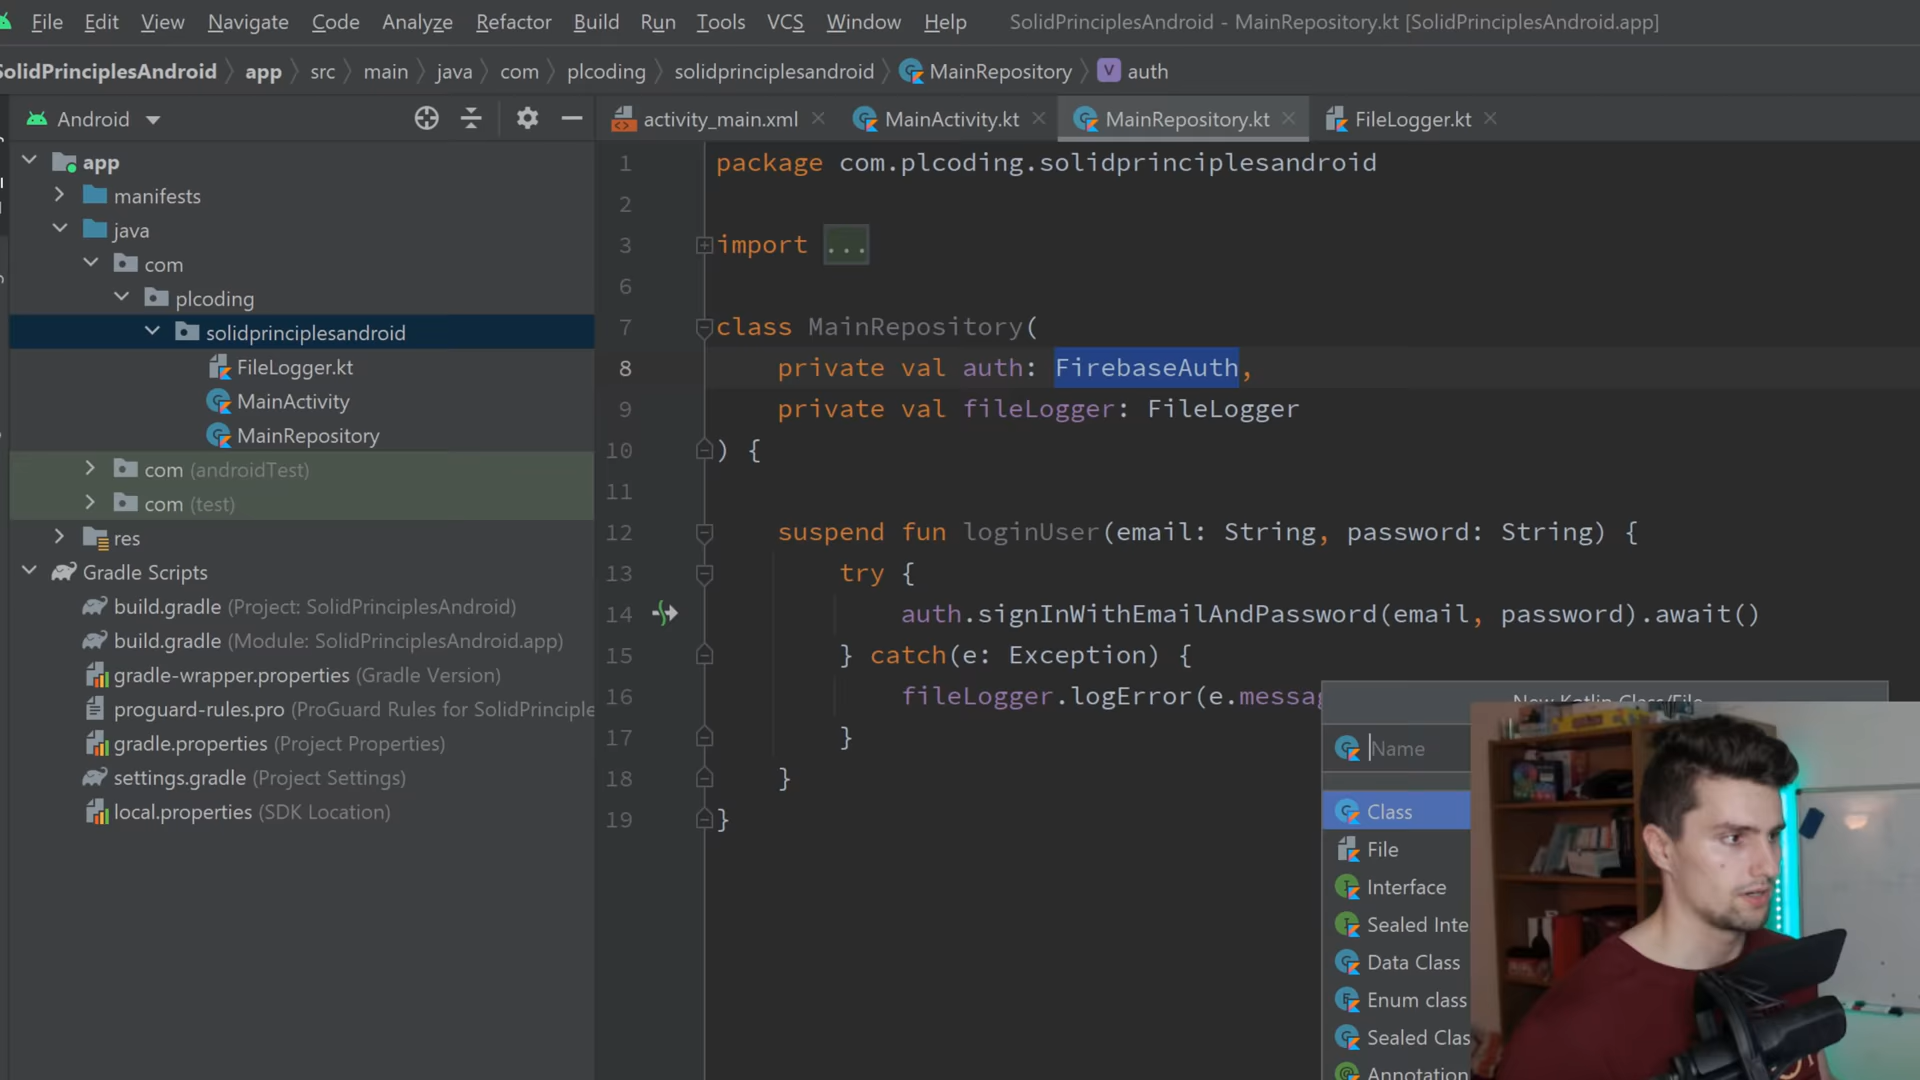 File Edit View Navigate Code Analyze Refactor Build Run Tools VCS Window Help SolidPrinciplesAndroid - MainRepository.kt [SolidPrinciplesAndroid.app]
SolidPrinciplesAndroid app src main java com plcoding solidprinciplesandroid MainRepository auth
Android
activity_main.xml MainActivity.kt MainRepository.kt FileLogger.kt
app
manifests
java
com
plcoding
solidprinciplesandroid
FileLogger.kt
MainActivity
MainRepository
com (androidTest)
com (test)
res
Gradle Scripts
build.gradle (Project: SolidPrinciplesAndroid)
build.gradle (Module: SolidPrinciplesAndroid.app)
gradle-wrapper.properties (Gradle Version)
proguard-rules.pro (ProGuard Rules for SolidPrinciple
gradle.properties (Project Properties)
settings.gradle (Project Settings)
local.properties (SDK Location)
1 package com.plcoding.solidprinciplesandroid
2
3 import ...
6
7 class MainRepository(
8 private val auth: FirebaseAuth,
9 private val fileLogger: FileLogger
10 ) {
11
12 suspend fun loginUser(email: String, password: String) {
13 try {
14 auth.signInWithEmailAndPassword(email, password).await()
15 } catch(e: Exception) {
16 fileLogger.logError(e.messag
17 }
18 }
19 }
New Kotlin Class/File
Name
Class
File
Interface
Sealed Inte
Data Class
Enum class
Sealed Clas
Annotation